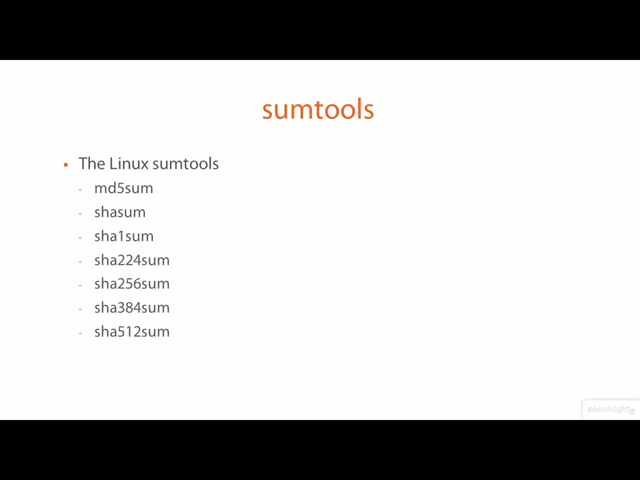 sumtools
▪ The Linux sumtools
- md5sum
- shasum
- sha1sum
- sha224sum
- sha256sum
- sha384sum
- sha512sum
pluralsight